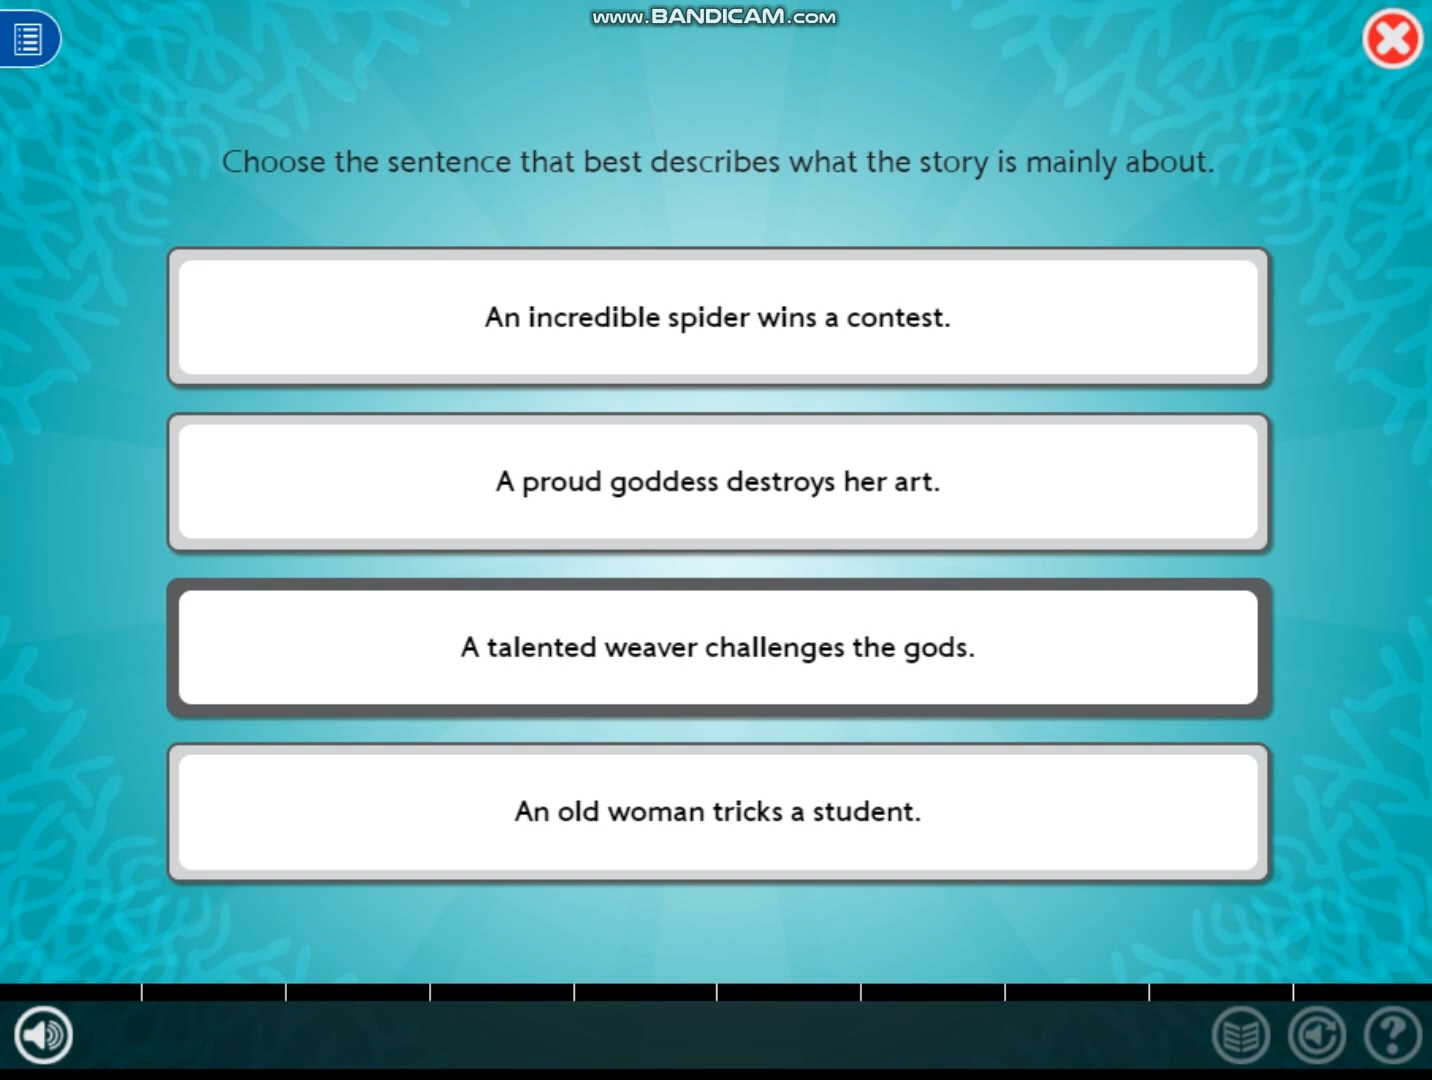 www.BANDICAM.com
Choose the sentence that best describes what the story is mainly about.
An incredible spider wins a contest.
A proud goddess destroys her art.
A talented weaver challenges the gods.
An old woman tricks a student.